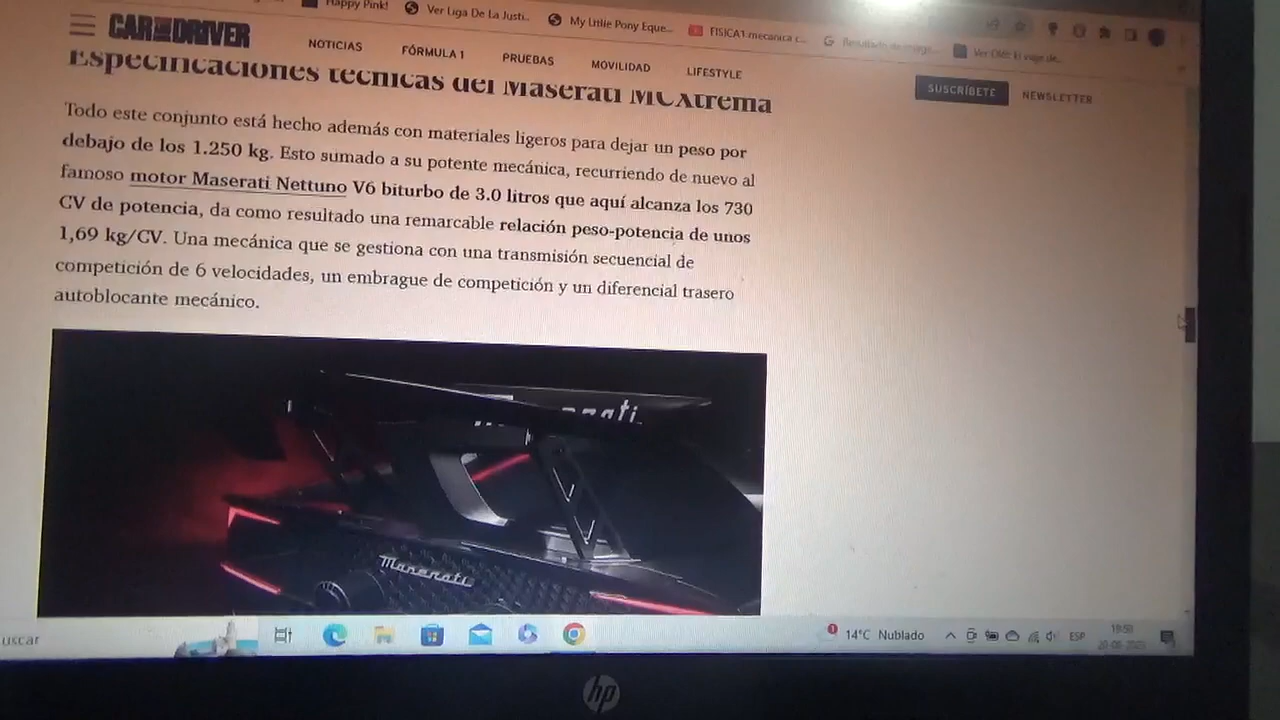 Happy Pink!
Ver Liga De La Justi...
My Little Pony Eque...
FISICA1 mecanica c...
CAR AND DRIVER
NOTICIAS
FÓRMULA 1
PRUEBAS
MOVILIDAD
LIFESTYLE
SUSCRÍBETE
NEWSLETTER
Especificaciones técnicas del Maserati MCXtrema
Todo este conjunto está hecho además con materiales ligeros para dejar un peso por
debajo de los 1.250 kg. Esto sumado a su potente mecánica, recurriendo de nuevo al
famoso motor Maserati Nettuno V6 biturbo de 3.0 litros que aquí alcanza los 730
CV de potencia, da como resultado una remarcable relación peso-potencia de unos
1,69 kg/CV. Una mecánica que se gestiona con una transmisión secuencial de
competición de 6 velocidades, un embrague de competición y un diferencial trasero
autoblocante mecánico.
Maserati
uscar
1
14°C Nublado
ESP
hp